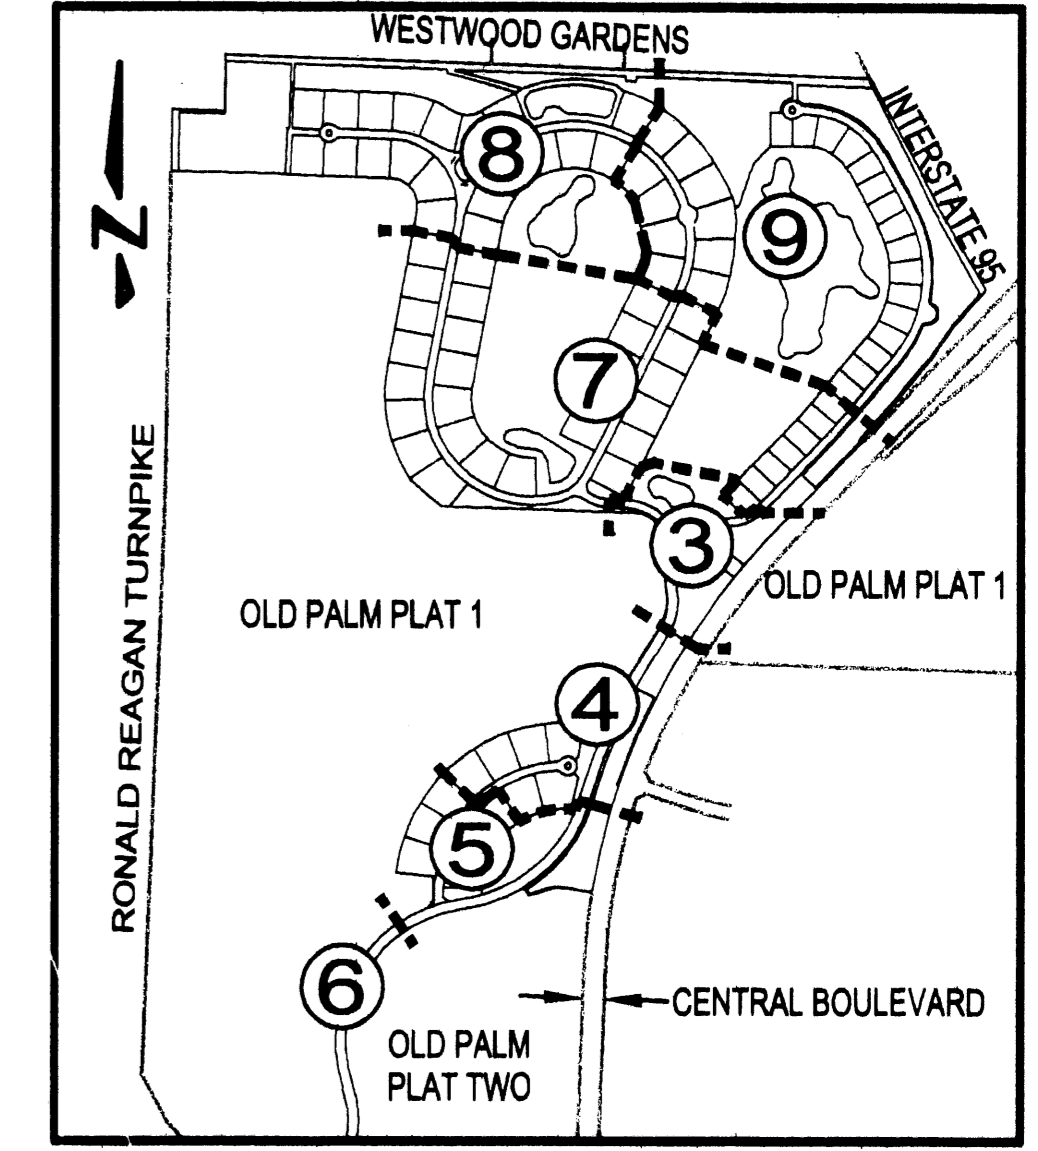 WESTWOOD GARDENS
INTERSTATE 95
8
9
N
7
RONALD REAGAN TURNPIKE
3
OLD PALM PLAT 1
OLD PALM PLAT 1
4
5
6
CENTRAL BOULEVARD
OLD PALM
PLAT TWO